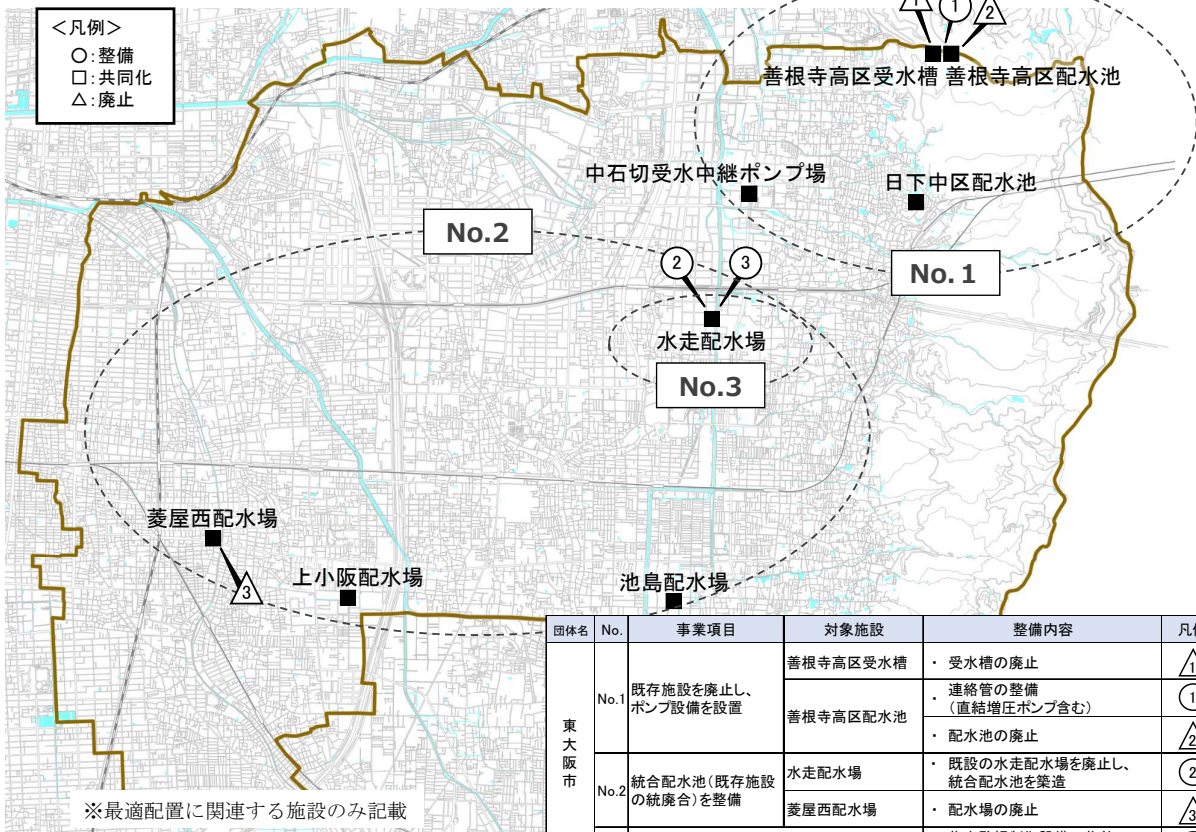 ＜凡例＞
○：整備
□：共同化
△：廃止
1
1
2
善根寺高区受水槽
善根寺高区配水池
中石切受水中継ポンプ場
日下中区配水池
No.2
No.1
2
3
水走配水場
No.3
菱屋西配水場
3
上小阪配水場
池島配水場
※最適配置に関連する施設のみ記載
団体名 No. 事業項目 対象施設 整備内容
東大阪市
No.1
既存施設を廃止し、
ポンプ設備を設置
善根寺高区受水槽
・ 受水槽の廃止
1
善根寺高区配水池
・ 連絡管の整備
（直結増圧ポンプ含む）
1
・ 配水池の廃止
2
No.2
統合配水池（既存施設
の統廃合）を整備
水走配水場
・ 既設の水走配水場を廃止し、
統合配水池を築造
2
菱屋西配水場
・ 配水場の廃止
3